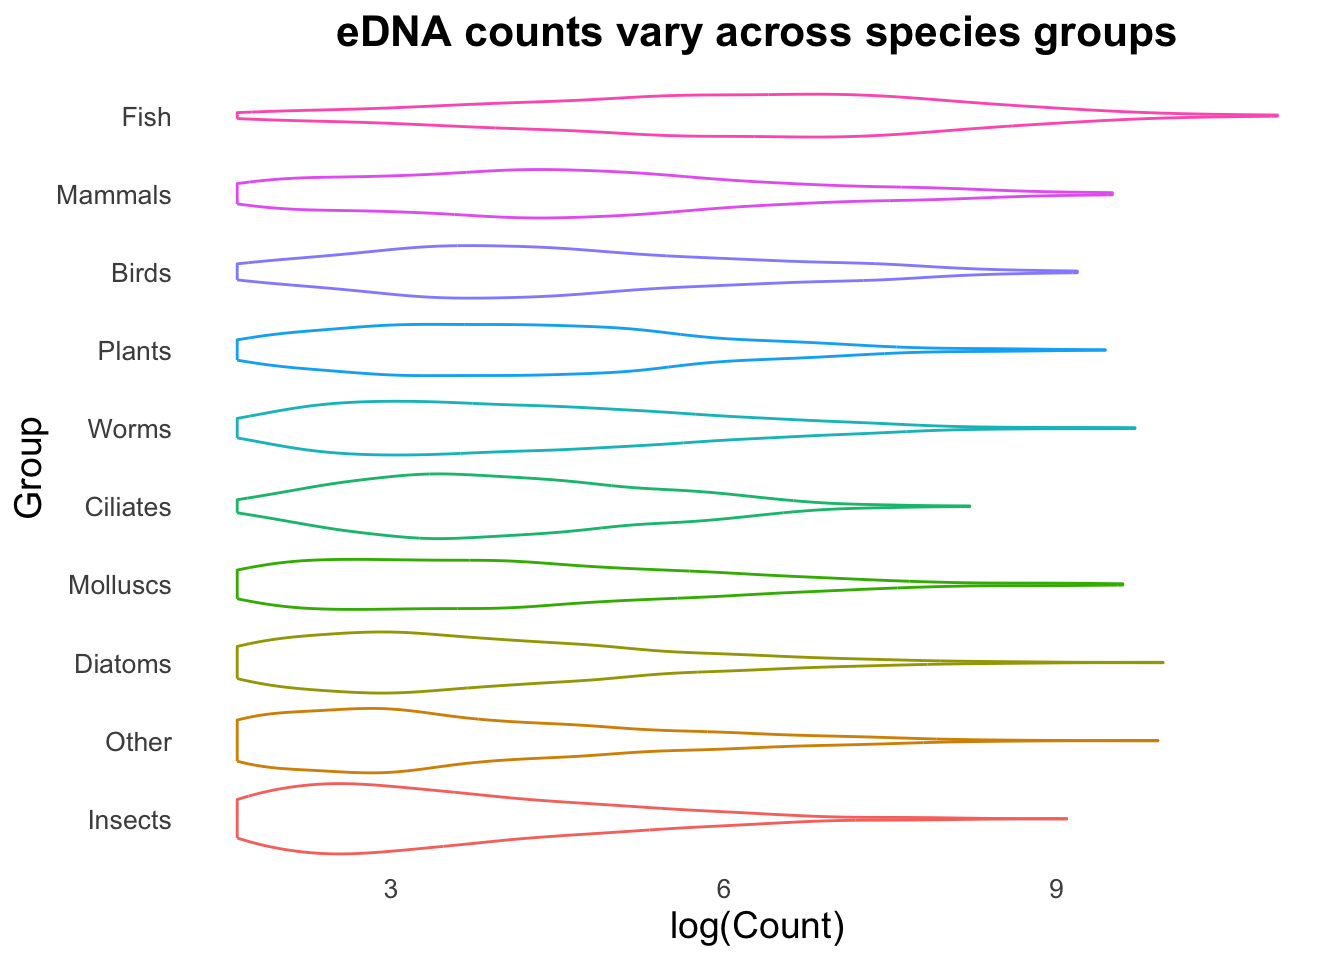 eDNA counts vary across species groups
Fish
Mammals
Birds
Plants
Worms
Ciliates
Molluscs
Diatoms
Other
Insects
Group
3 6 9
log(Count)